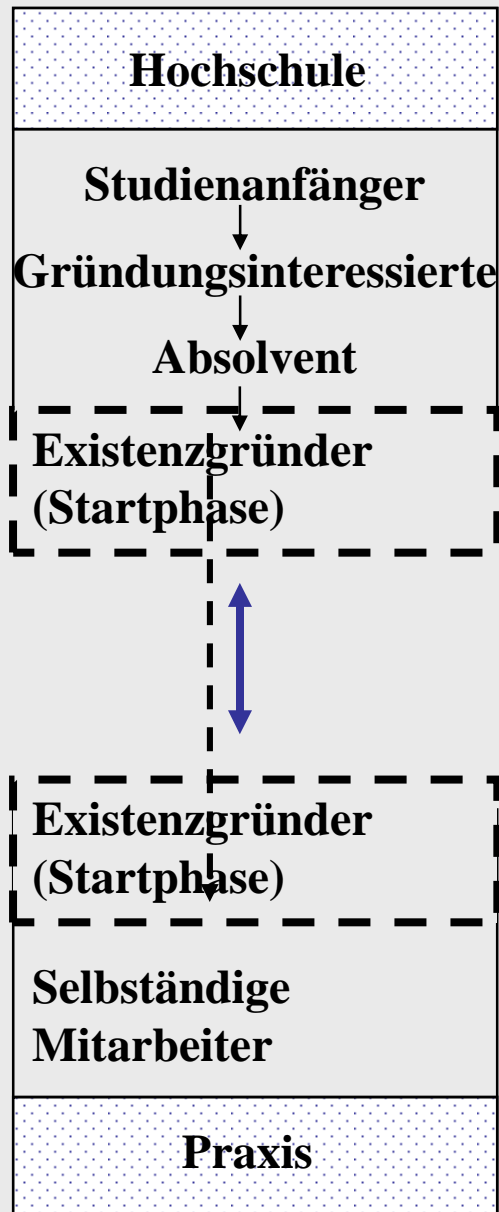 Hochschule
Studienanfänger
Gründungsinteressierte
Absolvent
Existenzgründer
(Startphase)
Existenzgründer
(Startphase)
Selbständige
Mitarbeiter
Praxis